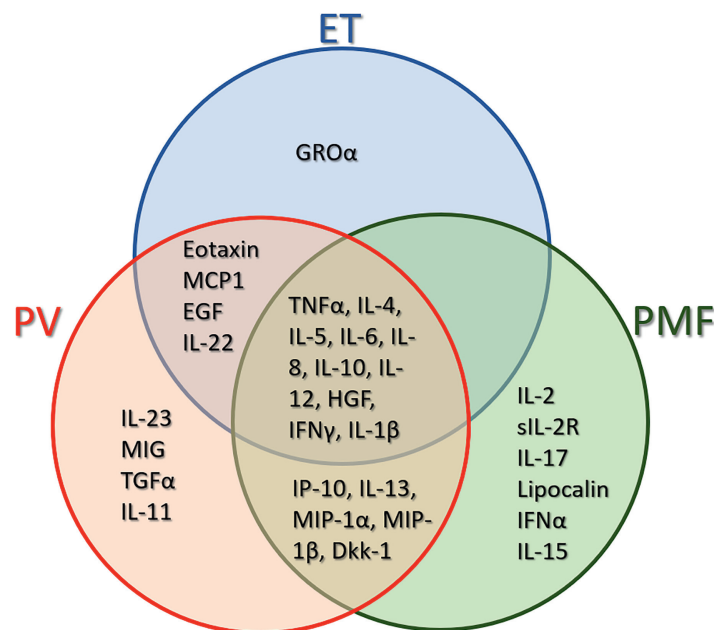 ET
GROα
Eotaxin
MCP1
EGF
IL-22
PV
PMF
TNFα, IL-4,
IL-5, IL-6, IL-
8, IL-10, IL-
12, HGF,
IFNγ, IL-1β
IL-23
MIG
TGFα
IL-11
IP-10, IL-13,
MIP-1α, MIP-
1β, Dkk-1
IL-2
sIL-2R
IL-17
Lipocalin
IFNα
IL-15